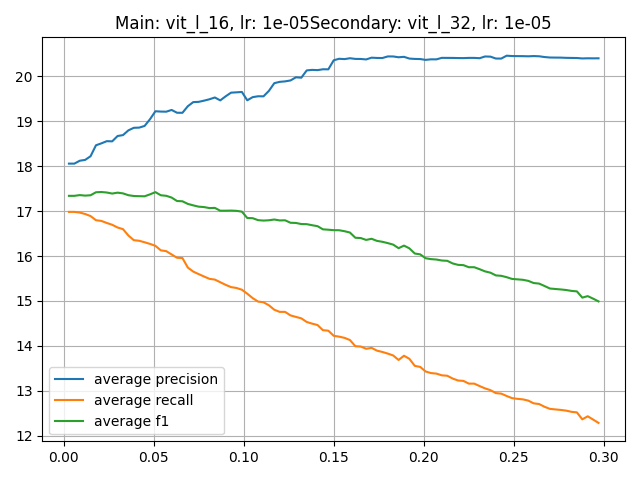 Main: vit_l_16, lr: 1e-05Secondary: vit_l_32, lr: 1e-05
20
19
18
17
16
15
14
13
12
average precision
average recall
average f1
0.00 0.05 0.10 0.15 0.20 0.25 0.30